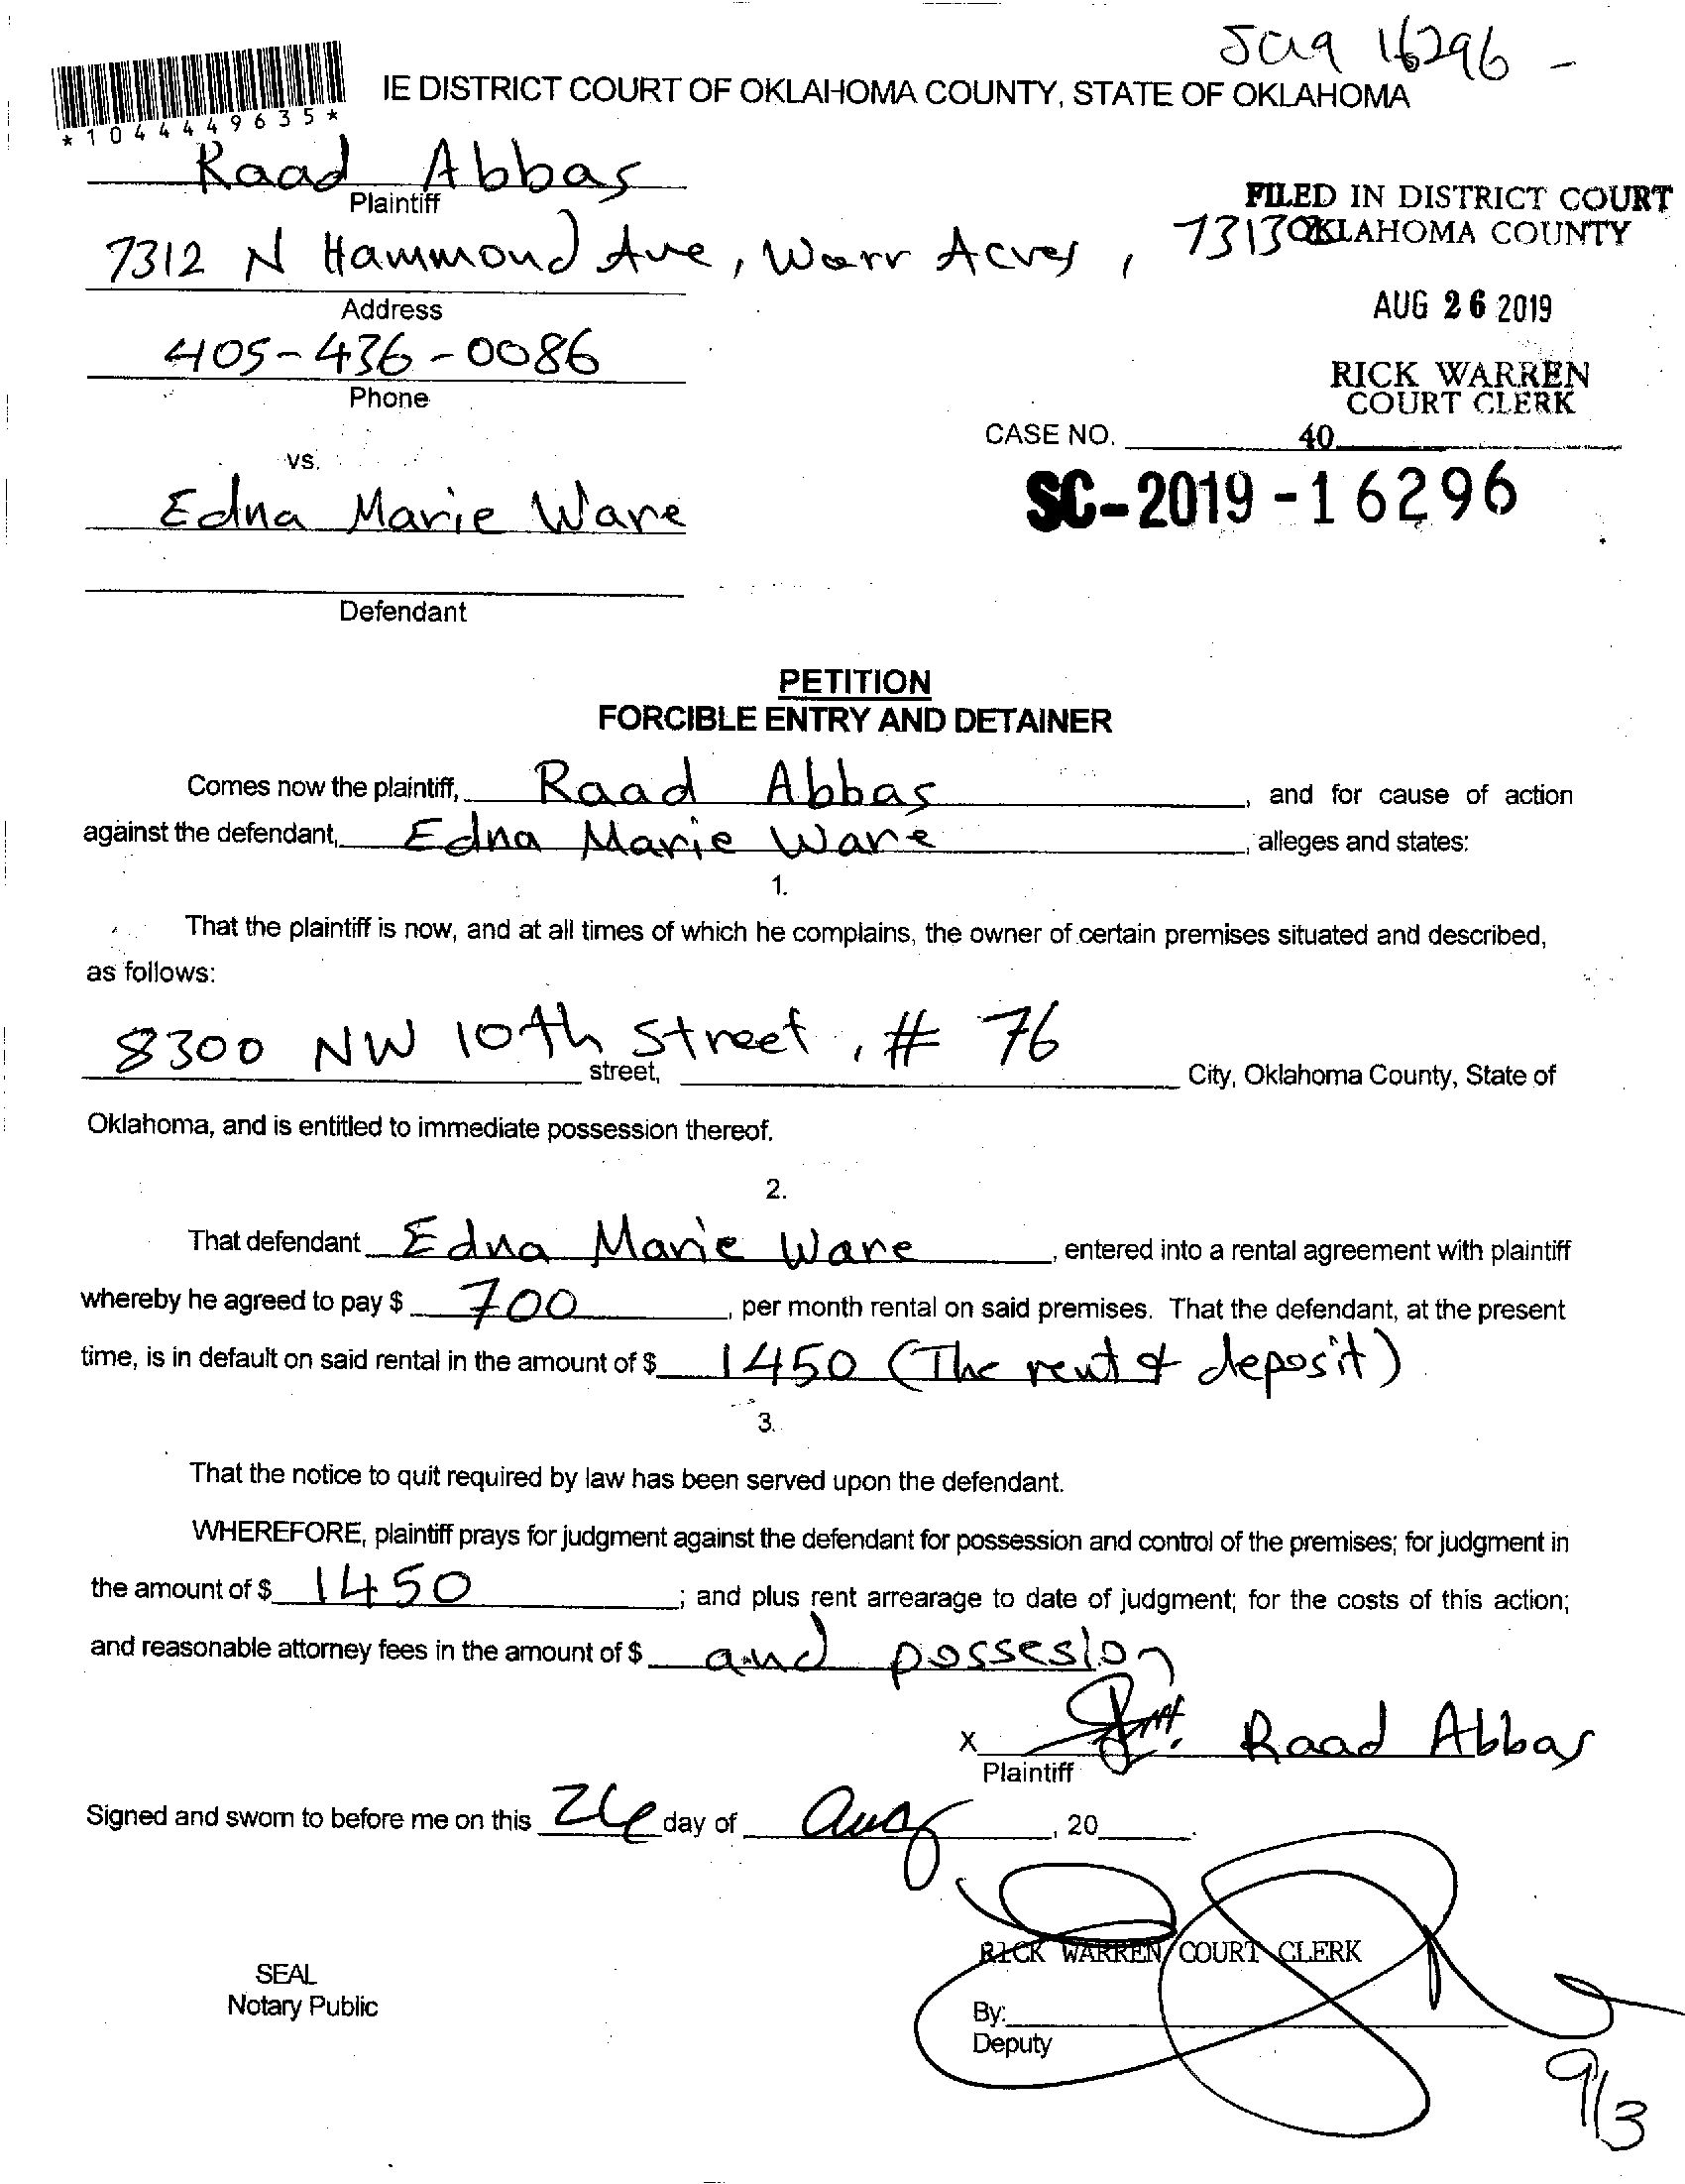 SC19 16296 -
*1044449635*
IE DISTRICT COURT OF OKLAHOMA COUNTY, STATE OF OKLAHOMA
Raad Abbas
Plaintiff
FILED IN DISTRICT COURT
OKLAHOMA COUNTY
7312 N Hammond Ave, Warr Acres, 73132
Address
AUG 26 2019
405-436-0086
Phone
RICK WARREN
COURT CLERK
CASE NO.
40
vs.
SC-2019-16296
Edna Marie Ware
Defendant
PETITION
FORCIBLE ENTRY AND DETAINER
Comes now the plaintiff, Raad Abbas, and for cause of action
against the defendant, Edna Marie Ware, alleges and states:
1.
That the plaintiff is now, and at all times of which he complains, the owner of certain premises situated and described,
as follows:
8300 NW 10th Street, # 76
street, City, Oklahoma County, State of
Oklahoma, and is entitled to immediate possession thereof.
2.
That defendant Edna Marie Ware, entered into a rental agreement with plaintiff
whereby he agreed to pay $ 700, per month rental on said premises. That the defendant, at the present
time, is in default on said rental in the amount of $ 1450 (The rent & deposit)
3.
That the notice to quit required by law has been served upon the defendant.
WHEREFORE, plaintiff prays for judgment against the defendant for possession and control of the premises; for judgment in
the amount of $ 1450; and plus rent arrearage to date of judgment; for the costs of this action;
and reasonable attorney fees in the amount of $ and possesion
X Raad Abbas
Plaintiff
Signed and sworn to before me on this 26 day of Aug, 20
RICK WARREN COURT CLERK
SEAL
Notary Public
By:
Deputy
9/3